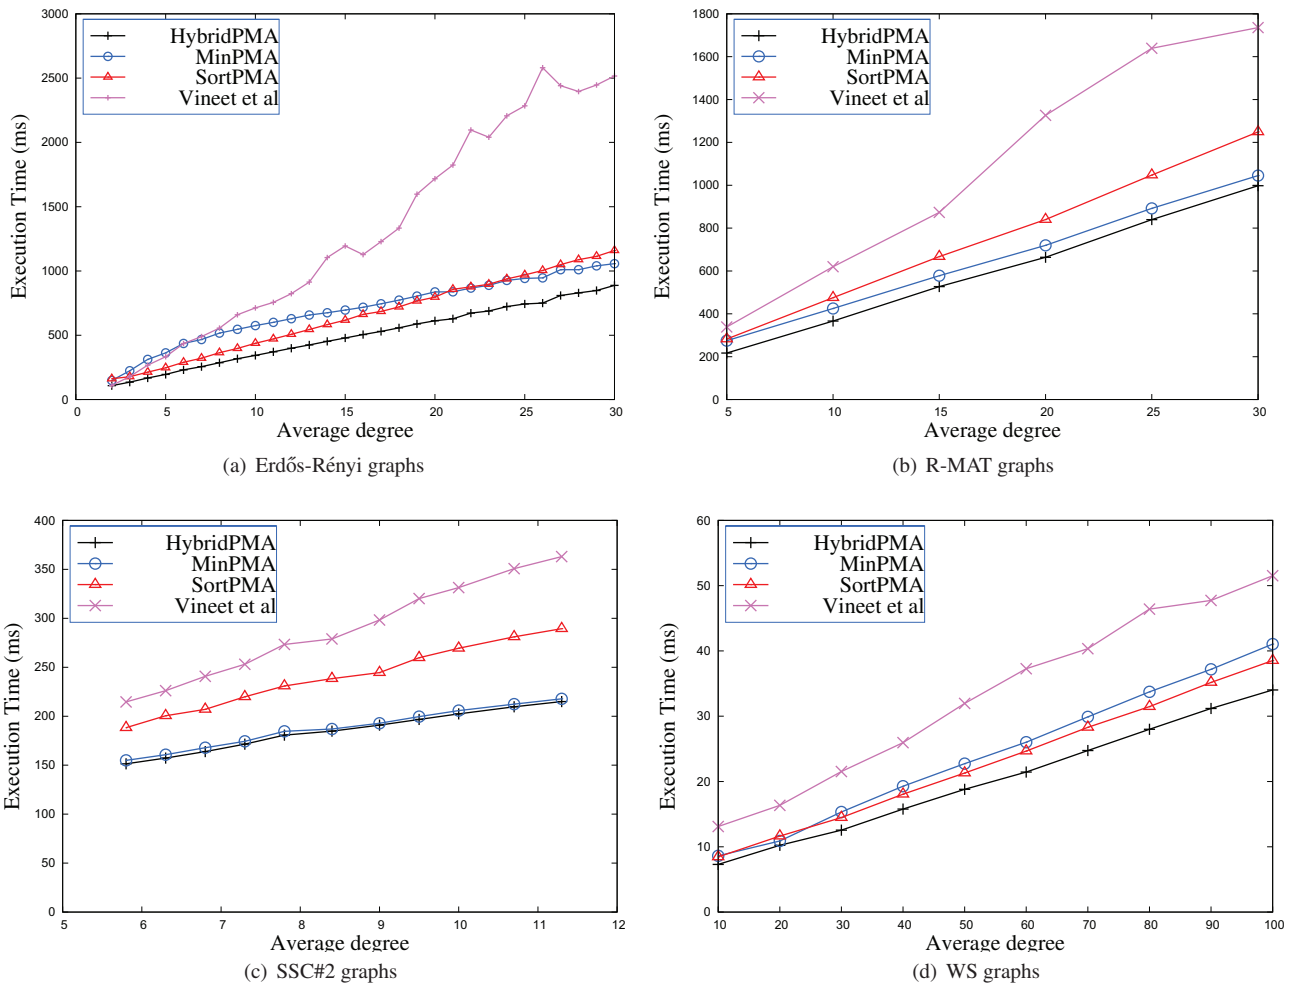 3000
2500
2000
1500
1000
500
0
0 5 10 15 20 25 30
Execution Time (ms)
Average degree
HybridPMA
MinPMA
SortPMA
Vineet et al
(a) Erdős-Rényi graphs
1800
1600
1400
1200
1000
800
600
400
200
0
5 10 15 20 25 30
Execution Time (ms)
Average degree
HybridPMA
MinPMA
SortPMA
Vineet et al
(b) R-MAT graphs
400
350
300
250
200
150
100
50
0
5 6 7 8 9 10 11 12
Execution Time (ms)
Average degree
HybridPMA
MinPMA
SortPMA
Vineet et al
(c) SSC#2 graphs
60
50
40
30
20
10
0
10 20 30 40 50 60 70 80 90 100
Execution Time (ms)
Average degree
HybridPMA
MinPMA
SortPMA
Vineet et al
(d) WS graphs